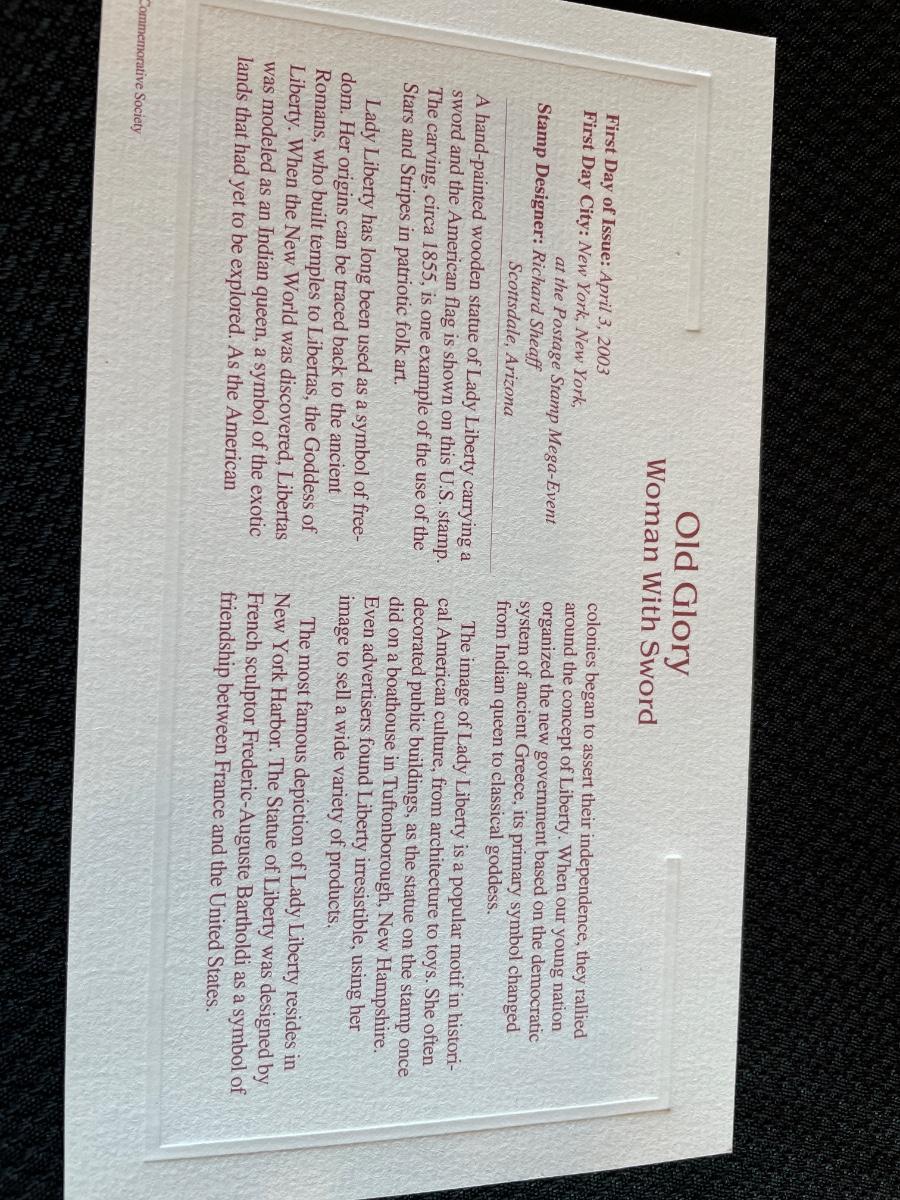 Old Glory
Woman With Sword
First Day of Issue: April 3, 2003
First Day City: New York, New York,
at the Postage Stamp Mega-Event
Stamp Designer: Richard Sheaff
Scottsdale, Arizona
A hand-painted wooden statue of Lady Liberty carrying a
sword and the American flag is shown on this U.S. stamp.
The carving, circa 1855, is one example of the use of the
Stars and Stripes in patriotic folk art.
Lady Liberty has long been used as a symbol of free-
dom. Her origins can be traced back to the ancient
Romans, who built temples to Libertas, the Goddess of
Liberty. When the New World was discovered, Libertas
was modeled as an Indian queen, a symbol of the exotic
lands that had yet to be explored. As the American
colonies began to assert their independence, they rallied
around the concept of Liberty. When our young nation
organized the new government based on the democratic
system of ancient Greece, its primary symbol changed
from Indian queen to classical goddess.
The image of Lady Liberty is a popular motif in histori-
cal American culture, from architecture to toys. She often
decorated public buildings, as the statue on the stamp once
did on a boathouse in Tuftonborough, New Hampshire.
Even advertisers found Liberty irresistible, using her
image to sell a wide variety of products.
The most famous depiction of Lady Liberty resides in
New York Harbor. The Statue of Liberty was designed by
French sculptor Frederic-Auguste Bartholdi as a symbol of
friendship between France and the United States.
Commemorative Society